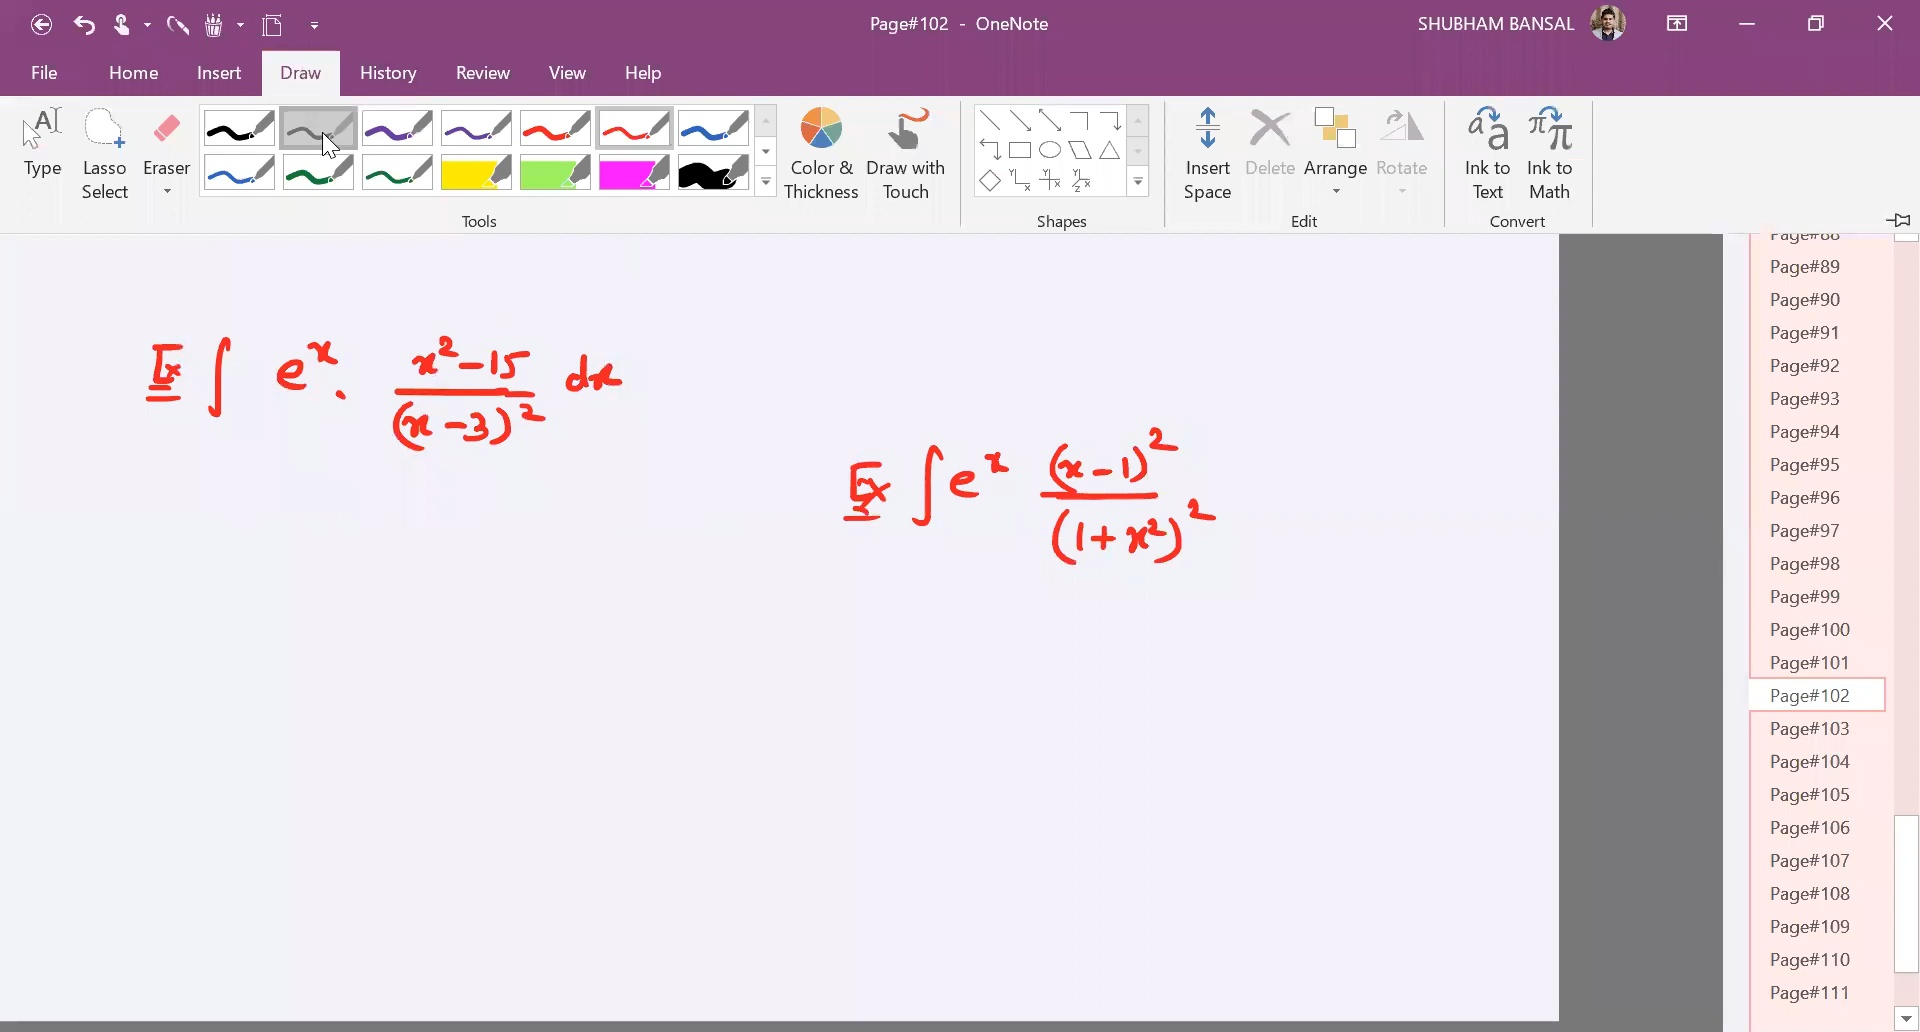 Page#102 - OneNote
SHUBHAM BANSAL
File Home Insert Draw History Review View Help
Type
Lasso Select
Eraser
Color & Thickness
Draw with Touch
Insert Space
Delete
Arrange
Rotate
Ink to Text
Ink to Math
Tools
Shapes
Edit
Convert
Ex ∫ e^x . (x^2 - 15)/(x - 3)^2 dx
Ex ∫ e^x (x - 1)^2/(1 + x^2)^2
Page#88
Page#89
Page#90
Page#91
Page#92
Page#93
Page#94
Page#95
Page#96
Page#97
Page#98
Page#99
Page#100
Page#101
Page#102
Page#103
Page#104
Page#105
Page#106
Page#107
Page#108
Page#109
Page#110
Page#111